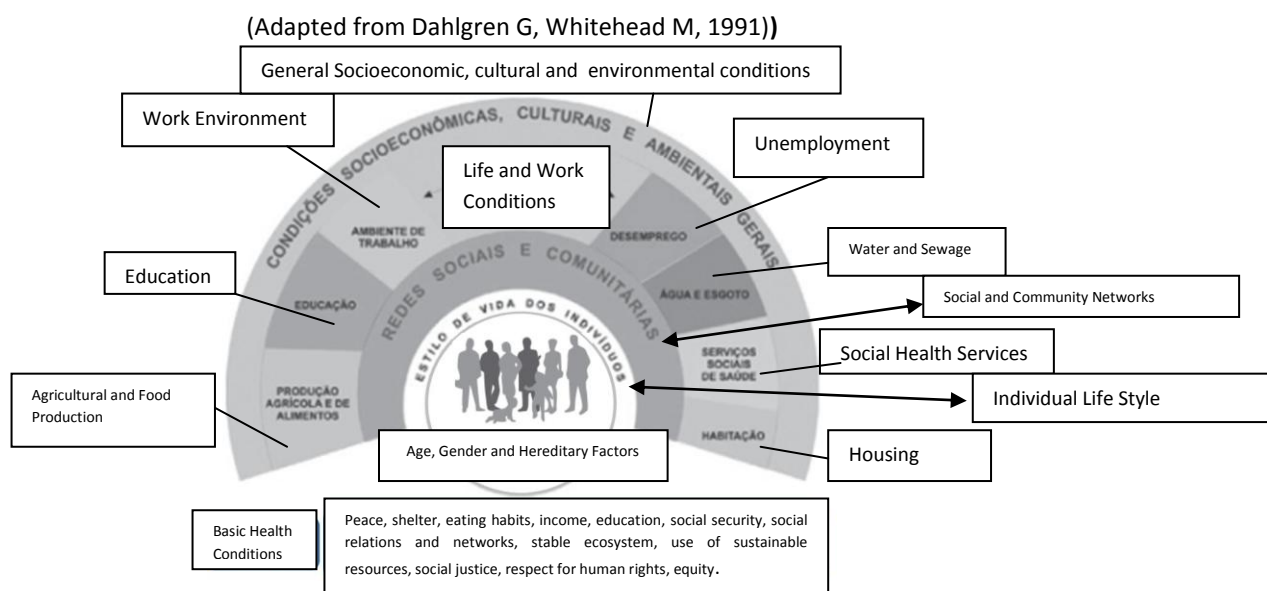 (Adapted from Dahlgren G, Whitehead M, 1991))
General Socioeconomic, cultural and environmental conditions
Work Environment
Unemployment
Life and Work
Conditions
CONDIÇÕES SOCIOECONÔMICAS, CULTURAIS E AMBIENTAIS GERAIS
AMBIENTE DE
TRABALHO
DESEMPREGO
Water and Sewage
Education
EDUCAÇÃO
REDES SOCIAIS E COMUNITÁRIAS
ÁGUA E ESGOTO
Social and Community Networks
ESTILO DE VIDA DOS INDIVÍDUOS
SERVIÇOS
SOCIAIS
DE SAÚDE
Social Health Services
Agricultural and Food
Production
PRODUÇÃO
AGRÍCOLA E DE
ALIMENTOS
Individual Life Style
HABITAÇÃO
Housing
Age, Gender and Hereditary Factors
Basic Health
Conditions
Peace, shelter, eating habits, income, education, social security, social
relations and networks, stable ecosystem, use of sustainable
resources, social justice, respect for human rights, equity.